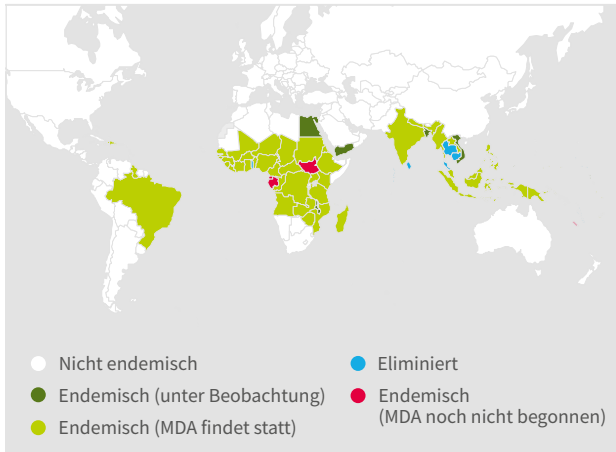 Nicht endemisch
Endemisch (unter Beobachtung)
Endemisch (MDA findet statt)
Eliminiert
Endemisch
(MDA noch nicht begonnen)